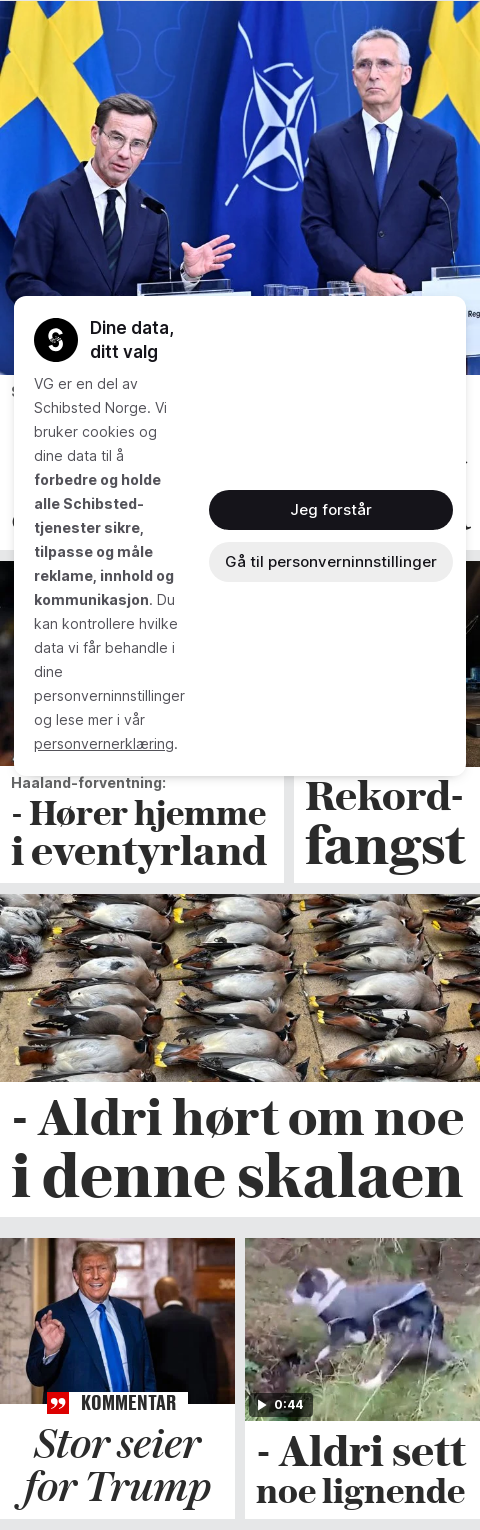 Reg
Dine data,
ditt valg
VG er en del av
Schibsted Norge. Vi
bruker cookies og
dine data til å
forbedre og holde
alle Schibsted-
tjenester sikre,
tilpasse og måle
reklame, innhold og
kommunikasjon. Du
kan kontrollere hvilke
data vi får behandle i
dine
personverninnstillinger
og lese mer i vår
personvernerklæring.
Jeg forstår
Gå til personverninnstillinger
Haaland-forventning:
- Hører hjemme
i eventyrland
Rekord-
fangst
- Aldri hørt om noe
i denne skalaen
KOMMENTAR
Stor seier
for Trump
0:44
- Aldri sett
noe lignende